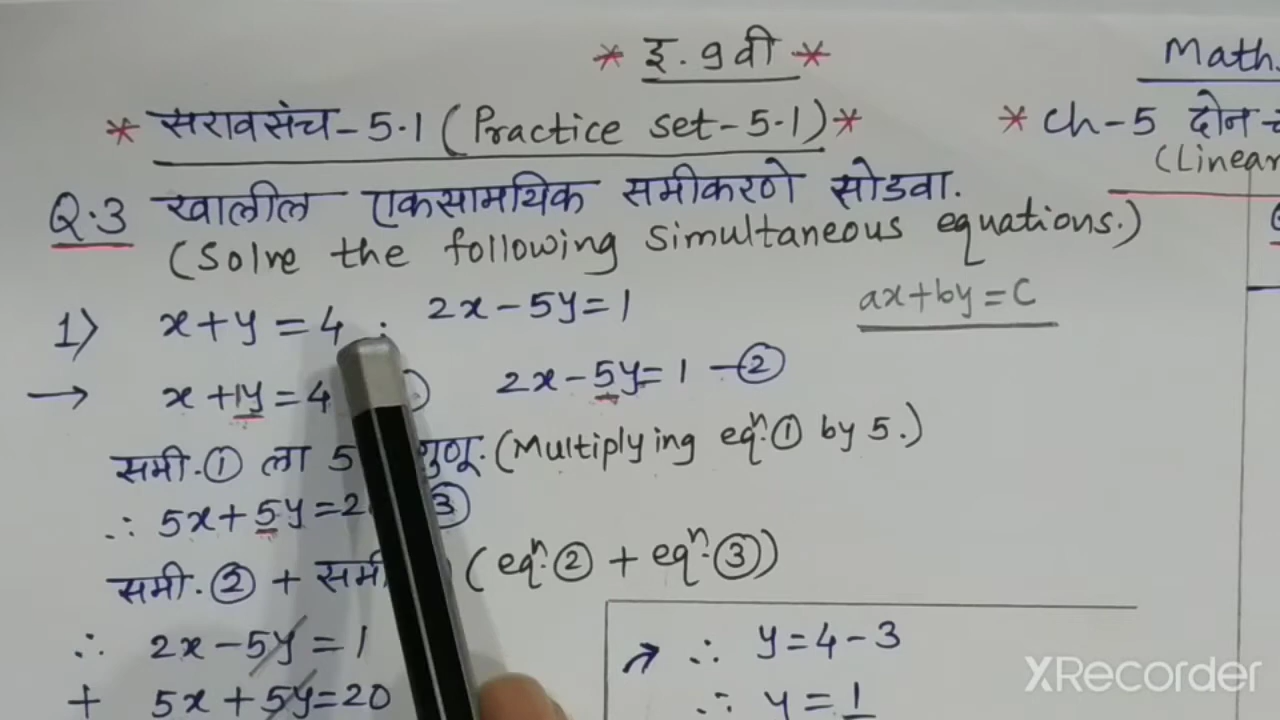 * इ. 9 वी *
Math.
* सरावसंच - 5.1 ( Practice set - 5.1 ) *
* Ch - 5 दोन
(Linear
Q.3 खालील एकसामयिक समीकरणे सोडवा.
(Solve the following simultaneous equations.)
1) x + y = 4 ; 2x - 5y = 1
ax + by = C
→ x + 1y = 4 2x - 5y = 1 — ②
समी. ① ला 5 गुणू. (Multiplying eqⁿ. ① by 5.)
∴ 5x + 5y = 2 ③
समी. ② + समी ( eqⁿ. ② + eqⁿ. ③ )
∴ 2x - 5y = 1
+ 5x + 5y = 20
↗ ∴ y = 4 - 3
∴ y = 1
XRecorder